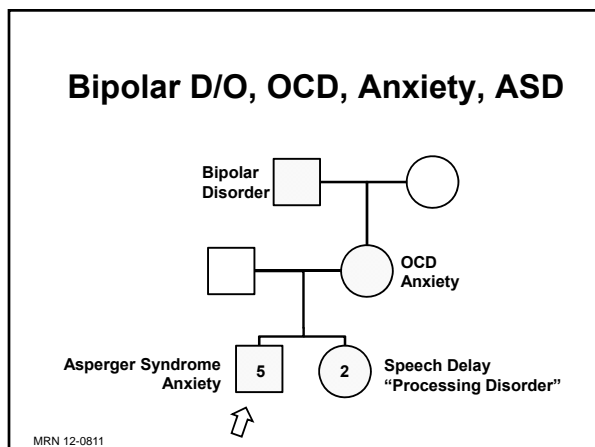 Bipolar D/O, OCD, Anxiety, ASD
Bipolar
Disorder
OCD
Anxiety
Asperger Syndrome
Anxiety
5
2
Speech Delay
“Processing Disorder”
MRN 12-0811